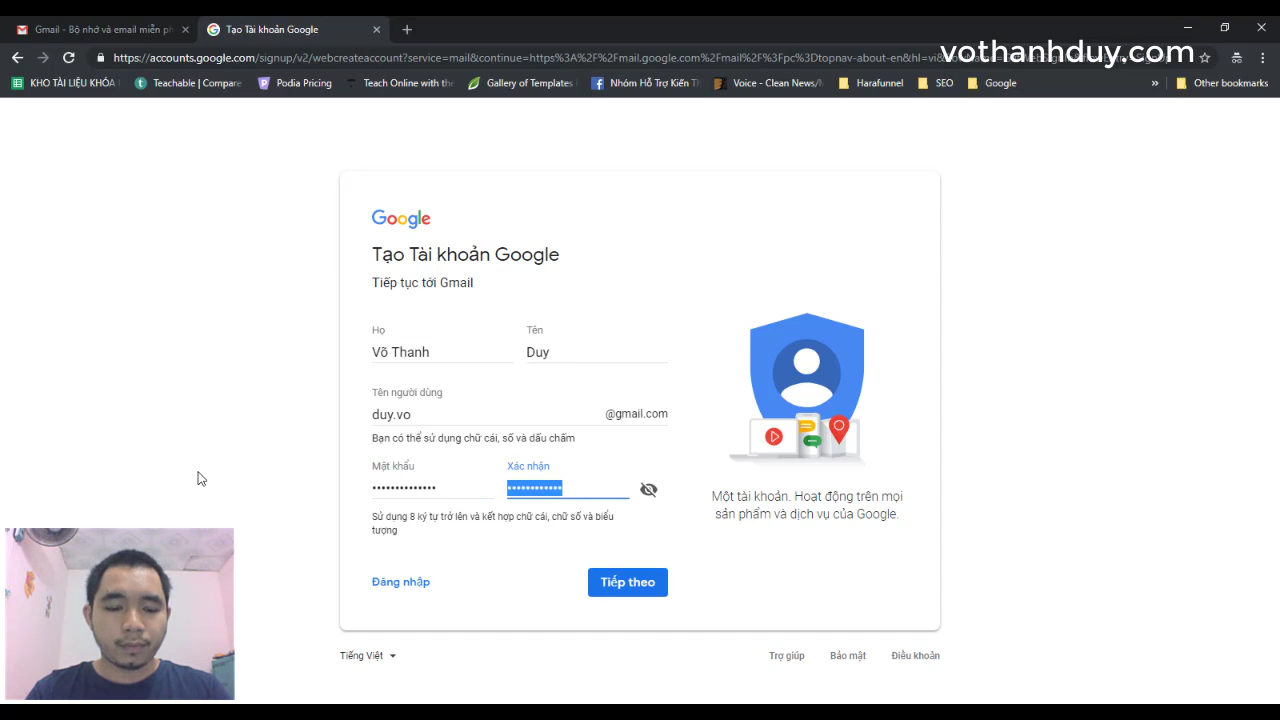 Gmail - Bộ nhớ và email miễn ph
Tạo Tài khoản Google
vothanhduy.com
https://accounts.google.com/signup/v2/webcreateaccount?service=mail&continue=https%3A%2F%2Fmail.google.com%2Fmail%2F%3Fpc%3Dtopnav-about-en&hl=vi
KHO TÀI LIỆU KHÓA
Teachable | Compare
Podia Pricing
Teach Online with the
Gallery of Templates
Nhóm Hỗ Trợ Kiến Th
Voice - Clean News/M
Harafunnel
SEO
Google
»
Other bookmarks
Google
Tạo Tài khoản Google
Tiếp tục tới Gmail
Họ
Tên
Võ Thanh
Duy
Tên người dùng
duy.vo
@gmail.com
Bạn có thể sử dụng chữ cái, số và dấu chấm
Mật khẩu
Xác nhận
••••••••••••••
••••••••••••
Sử dụng 8 ký tự trở lên và kết hợp chữ cái, chữ số và biểu
tượng
Một tài khoản. Hoạt động trên mọi
sản phẩm và dịch vụ của Google.
Đăng nhập
Tiếp theo
Tiếng Việt
Trợ giúp
Bảo mật
Điều khoản